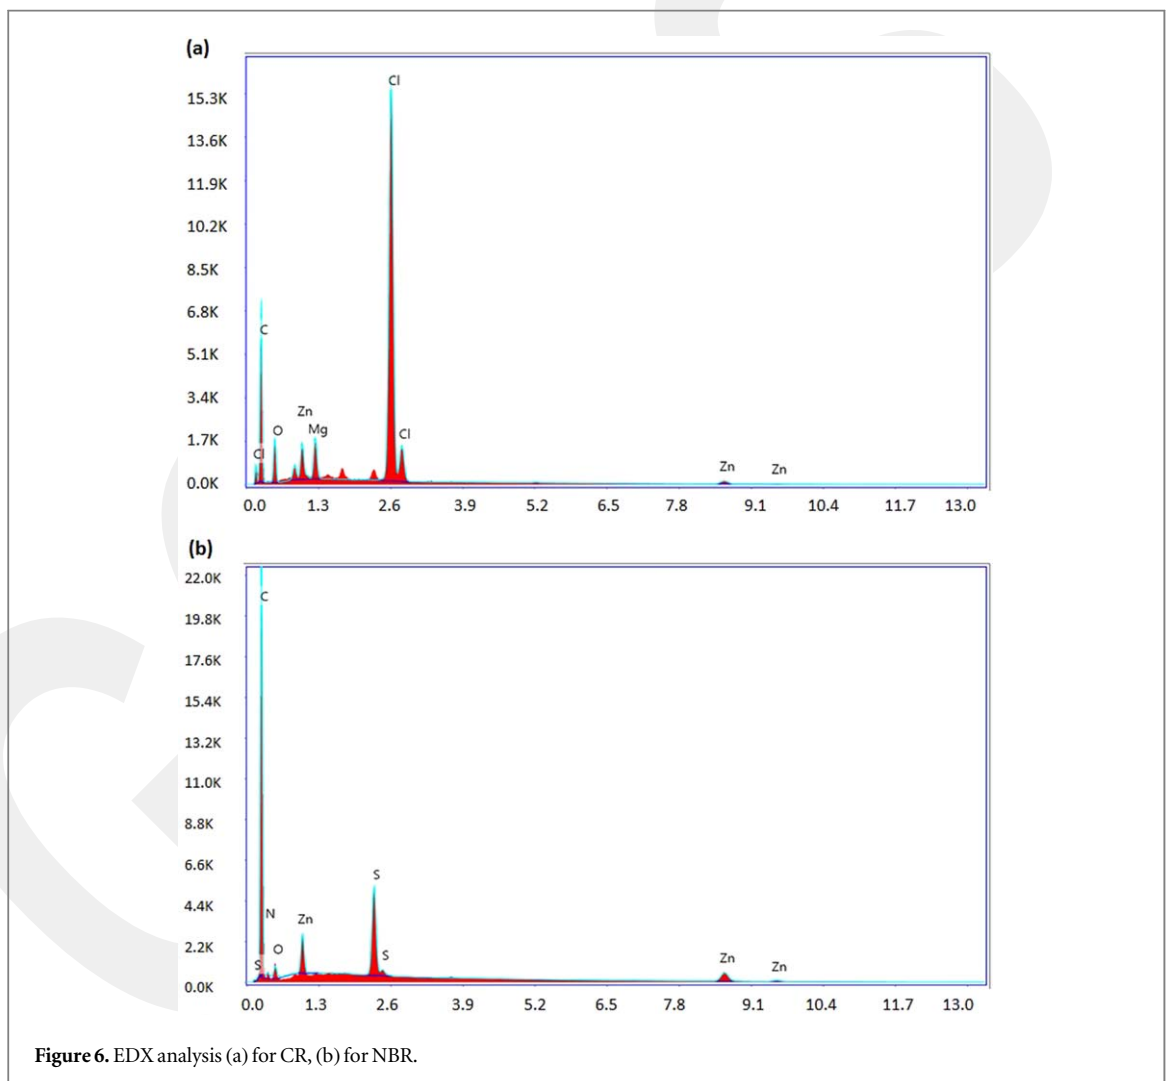 (a)
Cl
15.3K
13.6K
11.9K
10.2K
8.5K
6.8K
C
5.1K
3.4K
Zn
O
Mg
Cl
1.7K
Cl
Zn
Zn
0.0K
0.0 1.3 2.6 3.9 5.2 6.5 7.8 9.1 10.4 11.7 13.0
(b)
22.0K
C
19.8K
17.6K
15.4K
13.2K
11.0K
8.8K
6.6K
S
4.4K
N
Zn
2.2K
O
S
S
Zn
Zn
0.0K
0.0 1.3 2.6 3.9 5.2 6.5 7.8 9.1 10.4 11.7 13.0
Figure 6. EDX analysis (a) for CR, (b) for NBR.